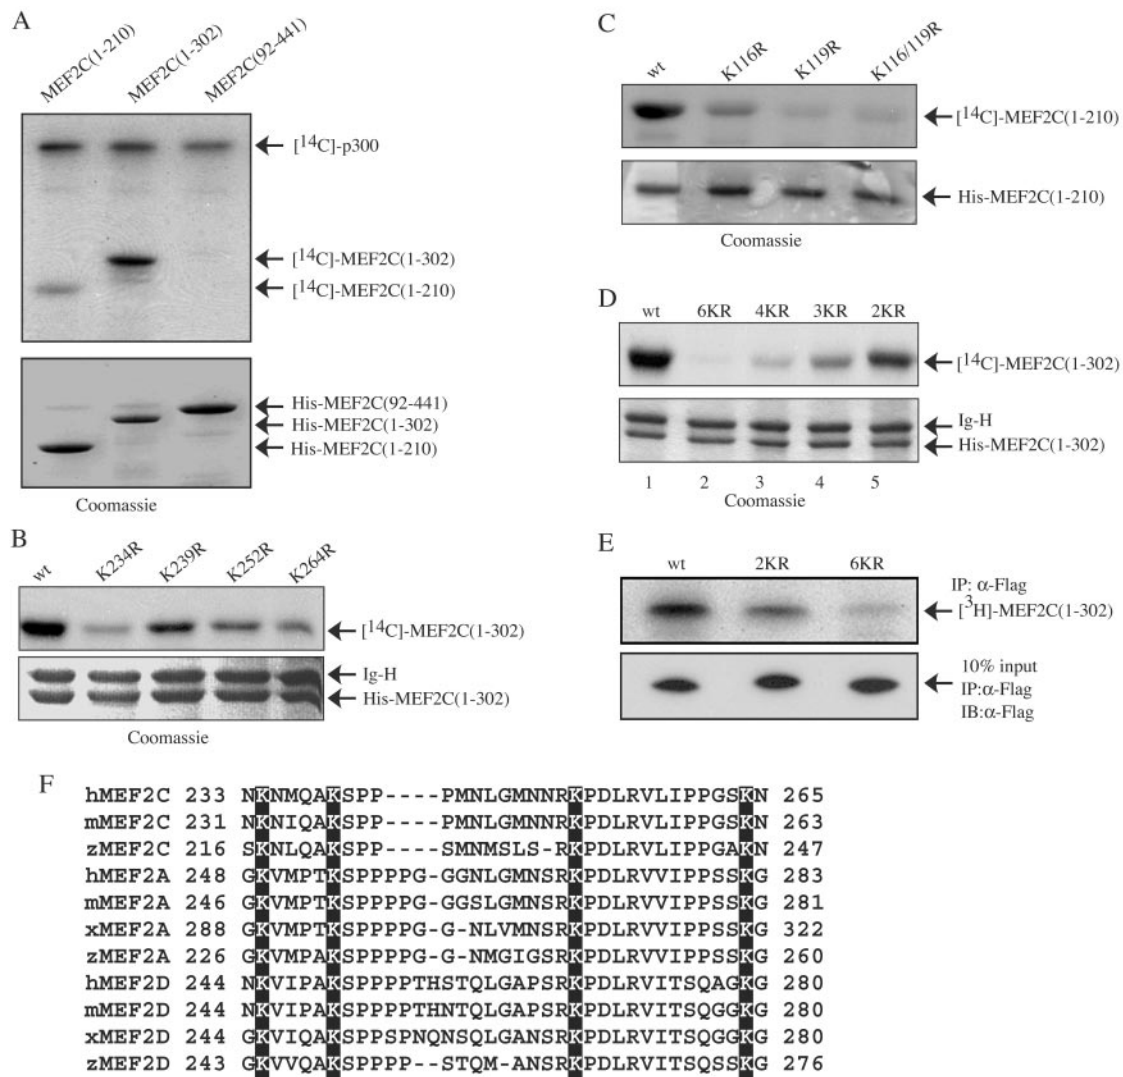 A
MEF2C(1-210)
MEF2C(1-302)
MEF2C(92-441)
[14C]-p300
[14C]-MEF2C(1-302)
[14C]-MEF2C(1-210)
His-MEF2C(92-441)
His-MEF2C(1-302)
His-MEF2C(1-210)
Coomassie
B
wt K234R K239R K252R K264R
[14C]-MEF2C(1-302)
Ig-H
His-MEF2C(1-302)
Coomassie
C
wt K116R K119R K116/119R
[14C]-MEF2C(1-210)
His-MEF2C(1-210)
Coomassie
D
wt 6KR 4KR 3KR 2KR
[14C]-MEF2C(1-302)
Ig-H
His-MEF2C(1-302)
1 2 3 4 5
Coomassie
E
wt 2KR 6KR
IP: α-Flag
[3H]-MEF2C(1-302)
10% input
IP:α-Flag
IB:α-Flag
F
hMEF2C 233 NKNMQAKSPP----PMNLGMNNRKPDLRVLIPPGSKN 265
mMEF2C 231 NKNIQAKSPP----PMNLGMNNRKPDLRVLIPPGSKN 263
zMEF2C 216 SKNLQAKSPP----SMNMSLS-RKPDLRVLIPPGAKN 247
hMEF2A 248 GKVMPTKSPPPPG-GGNLGMNSRKPDLRVVIPPSSKG 283
mMEF2A 246 GKVMPTKSPPPPG-GGSLGMNSRKPDLRVVIPPSSKG 281
xMEF2A 288 GKVMPTKSPPPPG-G-NLVMNSRKPDLRVVIPPSSKG 322
zMEF2A 226 GKVMPAKSPPPPG-G-NMGIGSRKPDLRVVIPPSSKG 260
hMEF2D 244 NKVIPAKSPPPPTHSTQLGAPSRKPDLRVITSQAGKG 280
mMEF2D 244 NKVIPAKSPPPPTHNTQLGAPSRKPDLRVITSQGGKG 280
xMEF2D 244 GKVIQAKSPPSPNQNSQLGANSRKPDLRVITSQGGKG 280
zMEF2D 243 GKVVQAKSPPPP--STQM-ANSRKPDLRVITSQSSKG 276